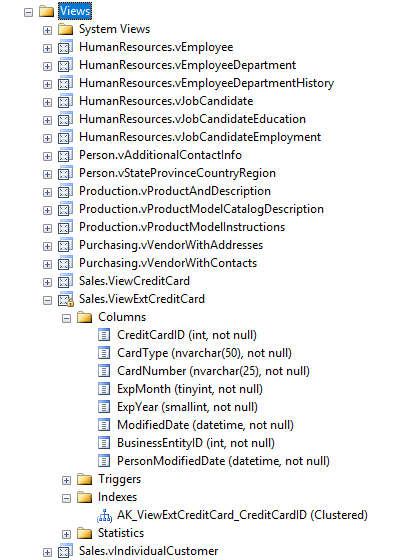 Views
System Views
HumanResources.vEmployee
HumanResources.vEmployeeDepartment
HumanResources.vEmployeeDepartmentHistory
HumanResources.vJobCandidate
HumanResources.vJobCandidateEducation
HumanResources.vJobCandidateEmployment
Person.vAdditionalContactInfo
Person.vStateProvinceCountryRegion
Production.vProductAndDescription
Production.vProductModelCatalogDescription
Production.vProductModelInstructions
Purchasing.vVendorWithAddresses
Purchasing.vVendorWithContacts
Sales.ViewCreditCard
Sales.ViewExtCreditCard
Columns
CreditCardID (int, not null)
CardType (nvarchar(50), not null)
CardNumber (nvarchar(25), not null)
ExpMonth (tinyint, not null)
ExpYear (smallint, not null)
ModifiedDate (datetime, not null)
BusinessEntityID (int, not null)
PersonModifiedDate (datetime, not null)
Triggers
Indexes
AK_ViewExtCreditCard_CreditCardID (Clustered)
Statistics
Sales.vIndividualCustomer